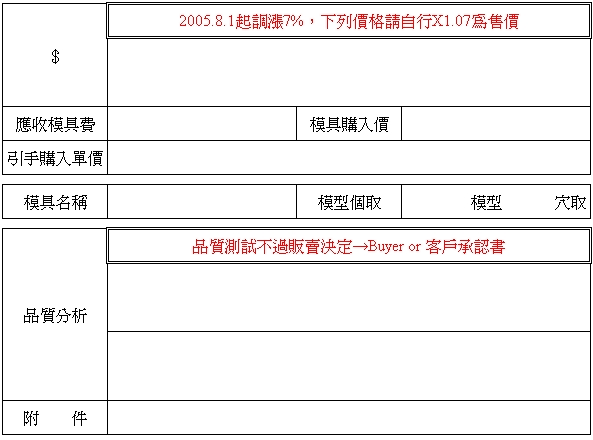 2005.8.1起調漲7%，下列價格請自行X1.07為售價
$
應收模具費 模具購入價
引手購入單價
模具名稱 模型個取 模型 穴取
品質測試不過販賣決定→Buyer or 客戶承認書
品質分析
附 件